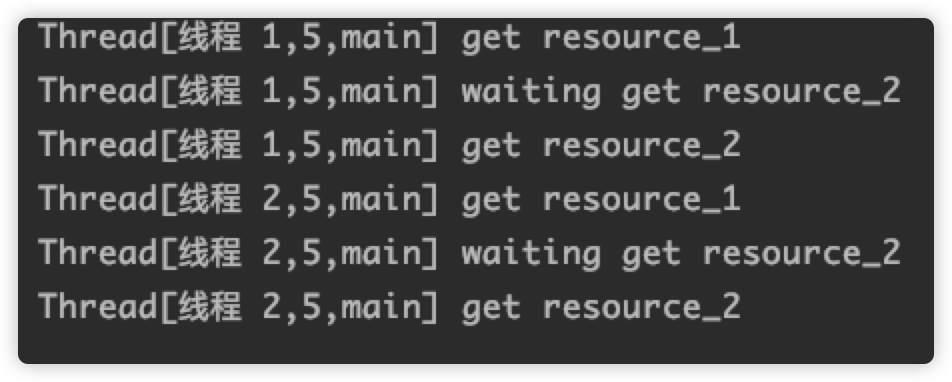 Thread[线程 1,5,main] get resource_1
Thread[线程 1,5,main] waiting get resource_2
Thread[线程 1,5,main] get resource_2
Thread[线程 2,5,main] get resource_1
Thread[线程 2,5,main] waiting get resource_2
Thread[线程 2,5,main] get resource_2